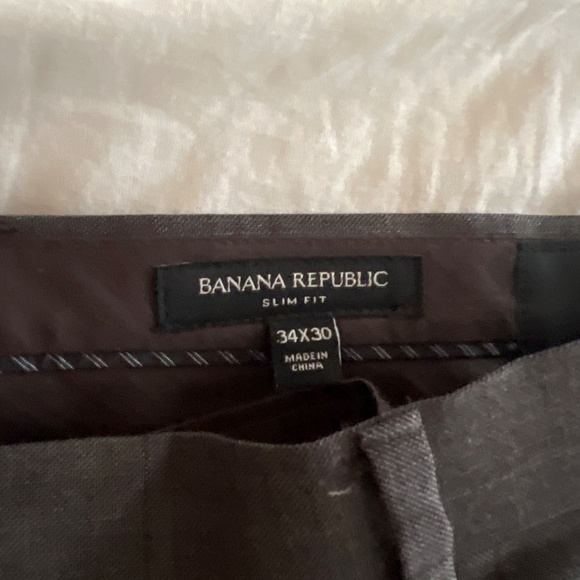 BANANA REPUBLIC
SLIM FIT
34X30
MADE IN
CHINA